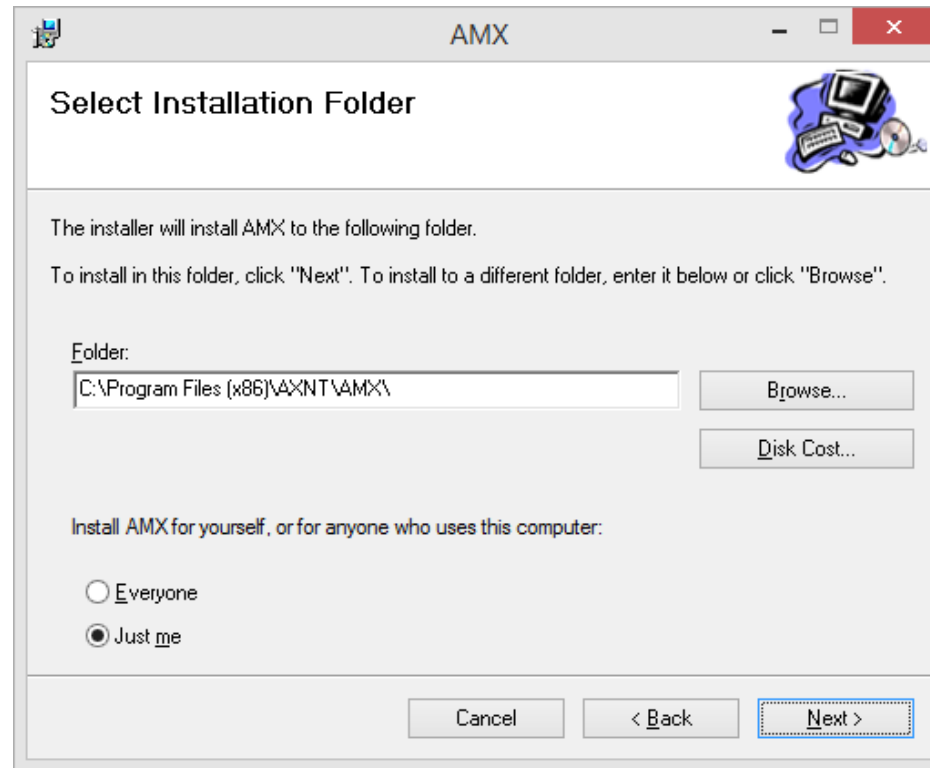 AMX
Select Installation Folder
The installer will install AMX to the following folder.
To install in this folder, click "Next". To install to a different folder, enter it below or click "Browse".
Folder:
C:\Program Files (x86)\AXNT\AMX\
Browse...
Disk Cost...
Install AMX for yourself, or for anyone who uses this computer:
Everyone
Just me
Cancel
< Back
Next >